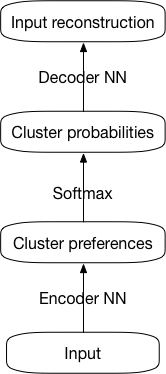 Input reconstruction
Decoder NN
Cluster probabilities
Softmax
Cluster preferences
Encoder NN
Input